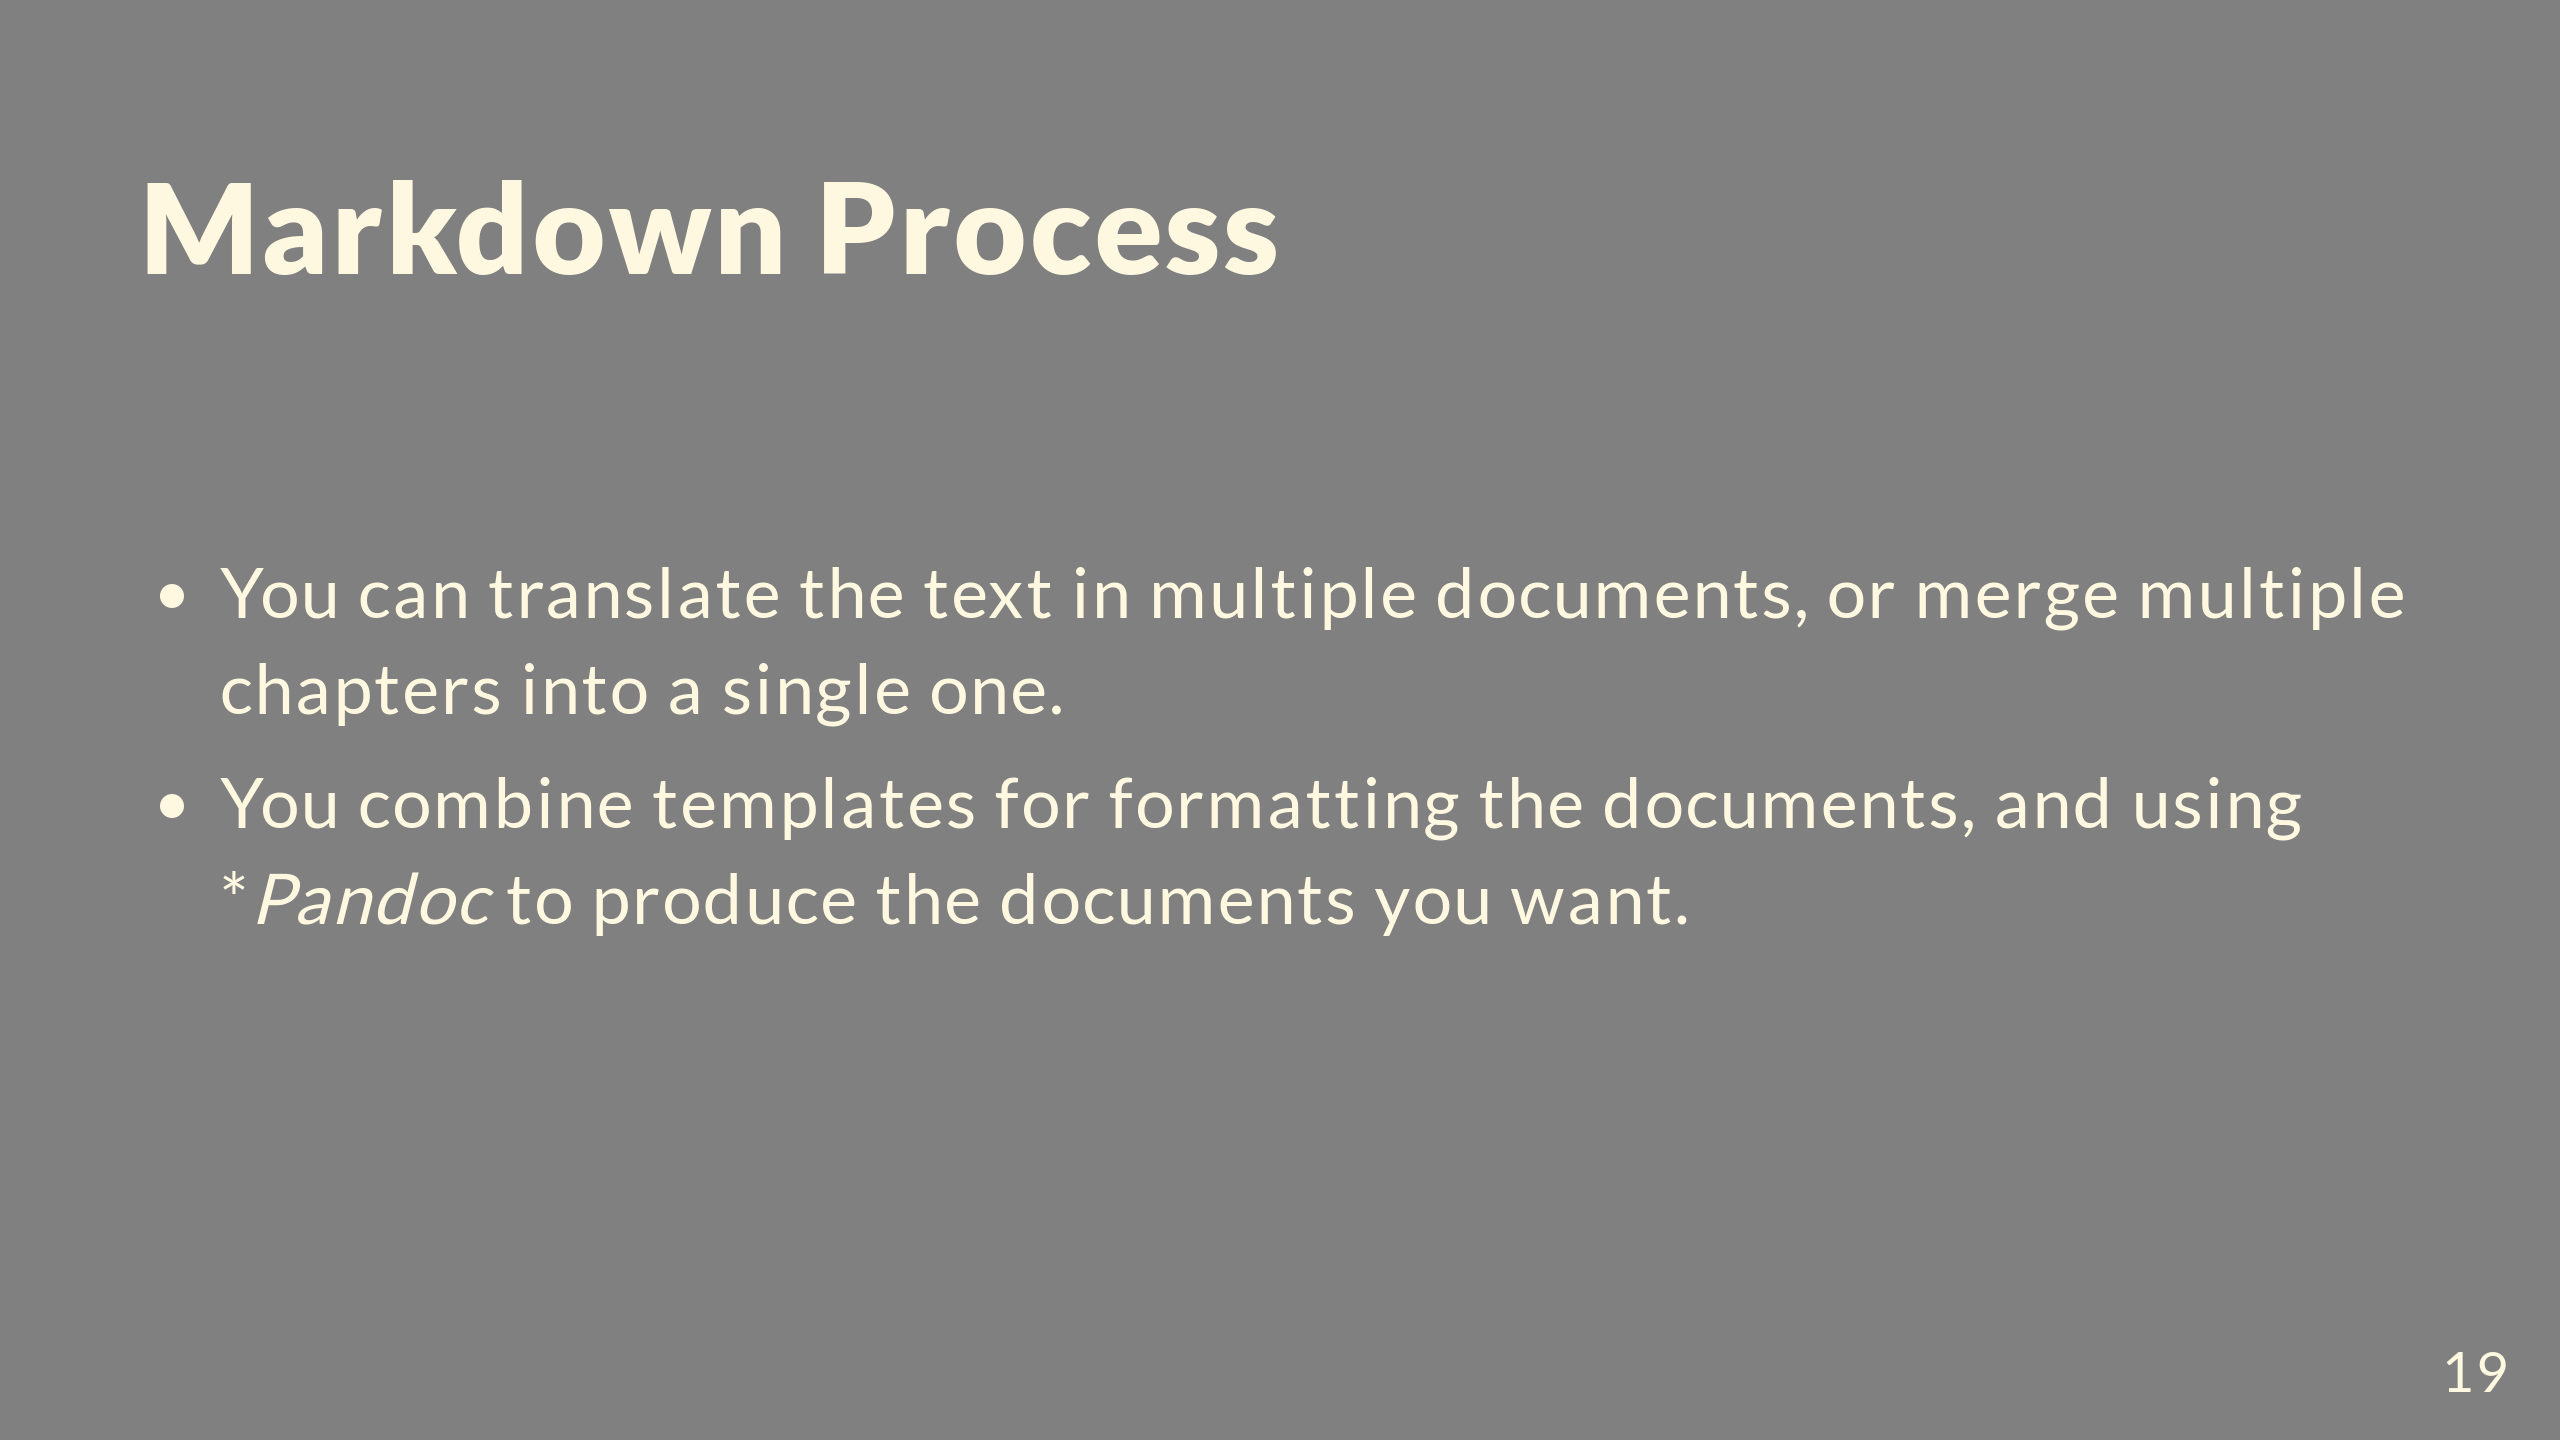 Markdown Process
• You can translate the text in multiple documents, or merge multiple
chapters into a single one.
• You combine templates for formatting the documents, and using
*Pandoc to produce the documents you want.
19